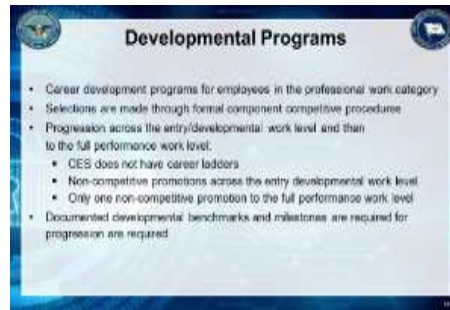 Developmental Programs
• Career development programs for employees in the professional work category
• Selections are made through formal component competitive procedures
• Progression across the entry/developmental work level and then
to the full performance work level:
▪ CES does not have career ladders
▪ Non-competitive promotions across the entry developmental work level
▪ Only one non-competitive promotion to the full performance work level
• Documented developmental benchmarks and milestones are required for
progression are required